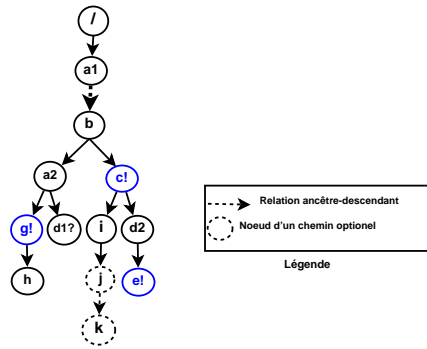 /
a1
b
a2 c!
g! d1? i d2
h j e!
k
Relation ancêtre-descendant
Noeud d'un chemin optionel
Légende